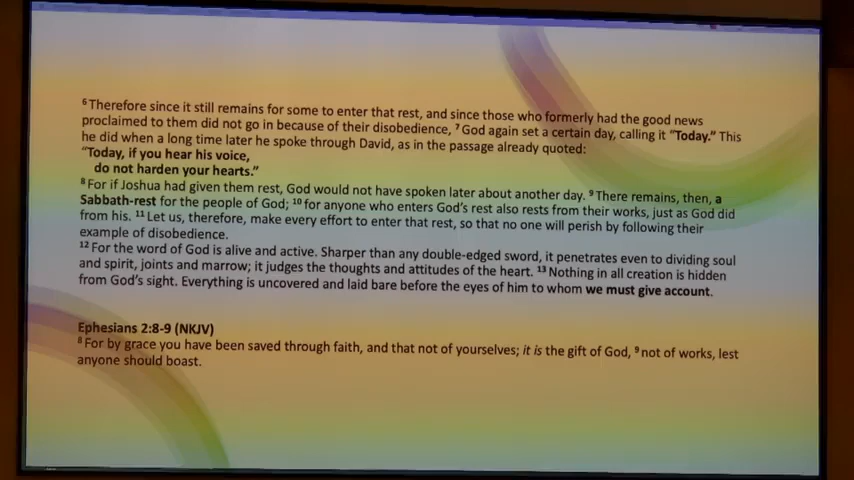 ⁶Therefore since it still remains for some to enter that rest, and since those who formerly had the good news
proclaimed to them did not go in because of their disobedience, ⁷God again set a certain day, calling it "Today." This
he did when a long time later he spoke through David, as in the passage already quoted:
"Today, if you hear his voice,
do not harden your hearts."
⁸For if Joshua had given them rest, God would not have spoken later about another day. ⁹There remains, then, a
Sabbath-rest for the people of God; ¹⁰for anyone who enters God's rest also rests from their works, just as God did
from his. ¹¹Let us, therefore, make every effort to enter that rest, so that no one will perish by following their
example of disobedience.
¹²For the word of God is alive and active. Sharper than any double-edged sword, it penetrates even to dividing soul
and spirit, joints and marrow; it judges the thoughts and attitudes of the heart. ¹³Nothing in all creation is hidden
from God's sight. Everything is uncovered and laid bare before the eyes of him to whom we must give account.
Ephesians 2:8-9 (NKJV)
⁸For by grace you have been saved through faith, and that not of yourselves; it is the gift of God, ⁹not of works, lest
anyone should boast.